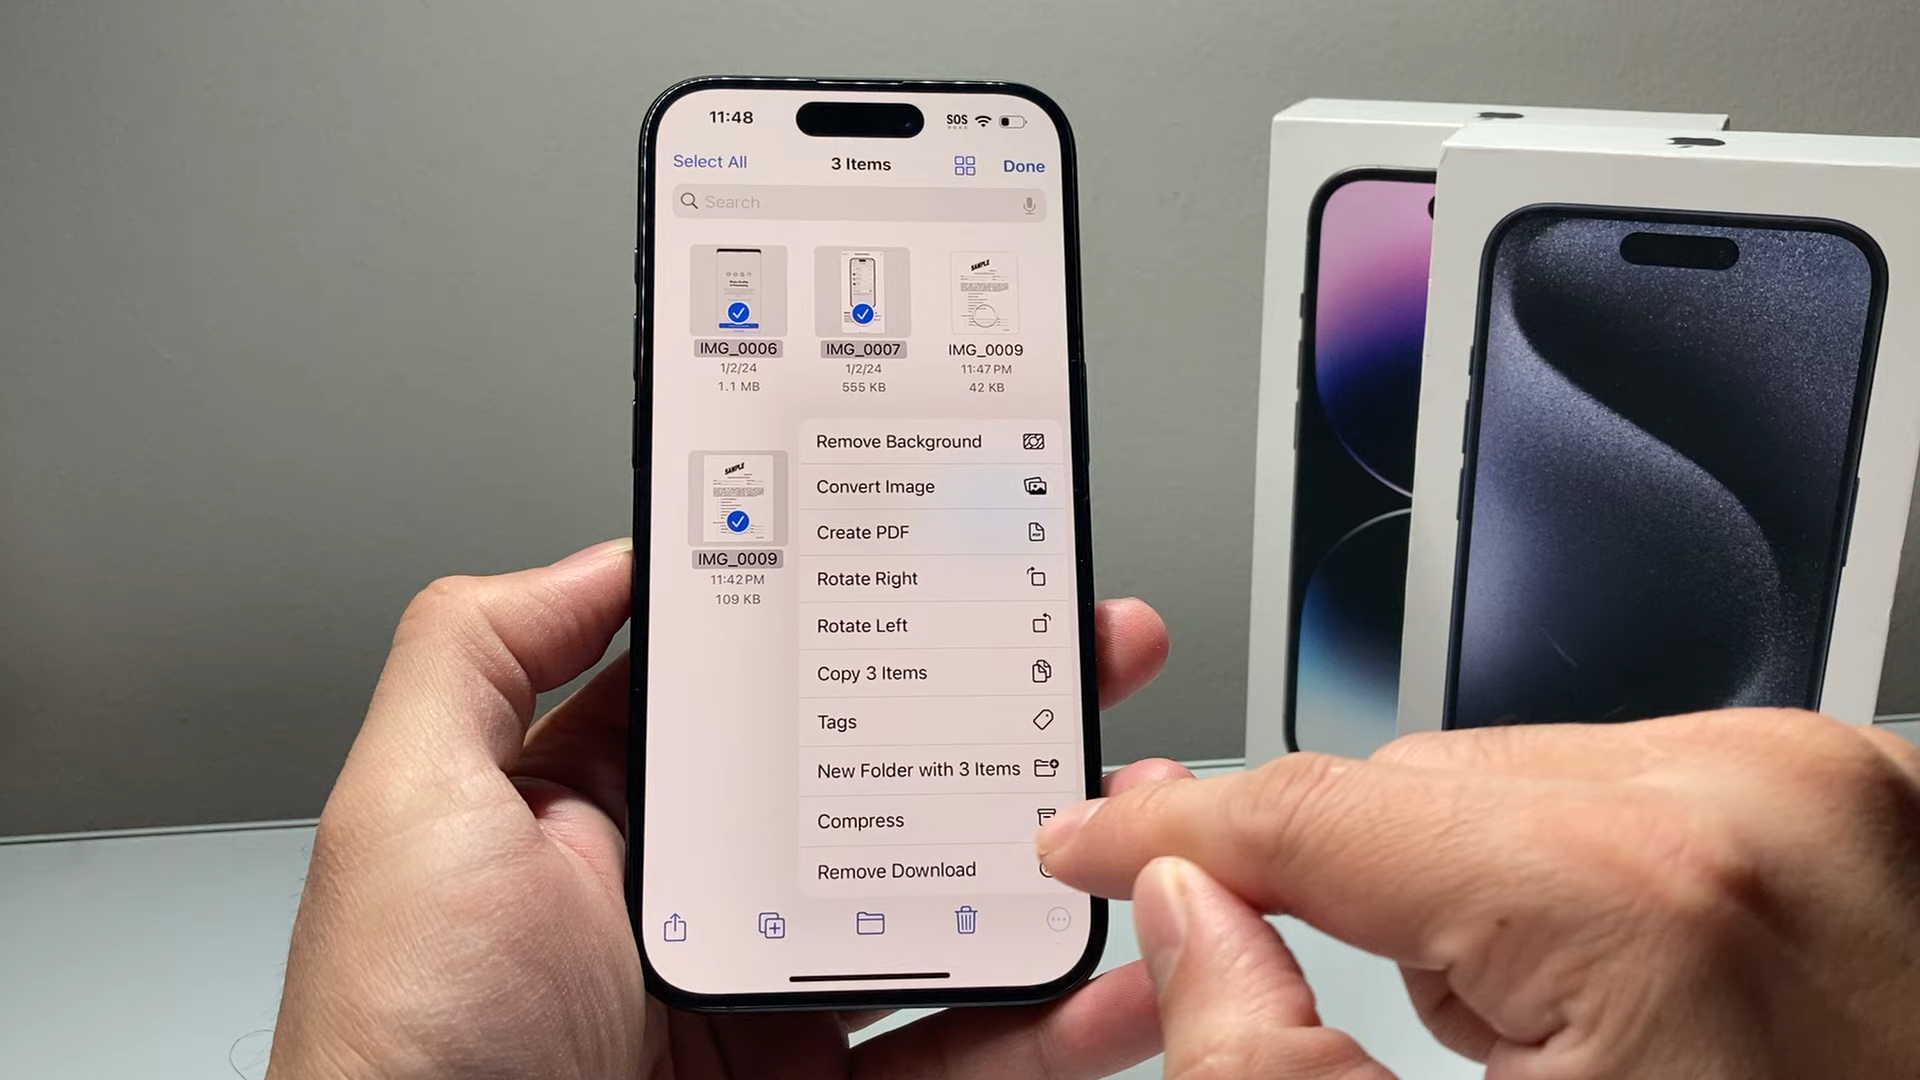 11:48
SOS
Select All
3 Items
Done
Search
SAMPLE
IMG_0006
IMG_0007
IMG_0009
1/2/24
1/2/24
11:47 PM
1.1 MB
555 KB
42 KB
SAMPLE
IMG_0009
11:42 PM
109 KB
Remove Background
Convert Image
Create PDF
Rotate Right
Rotate Left
Copy 3 Items
Tags
New Folder with 3 Items
Compress
Remove Download